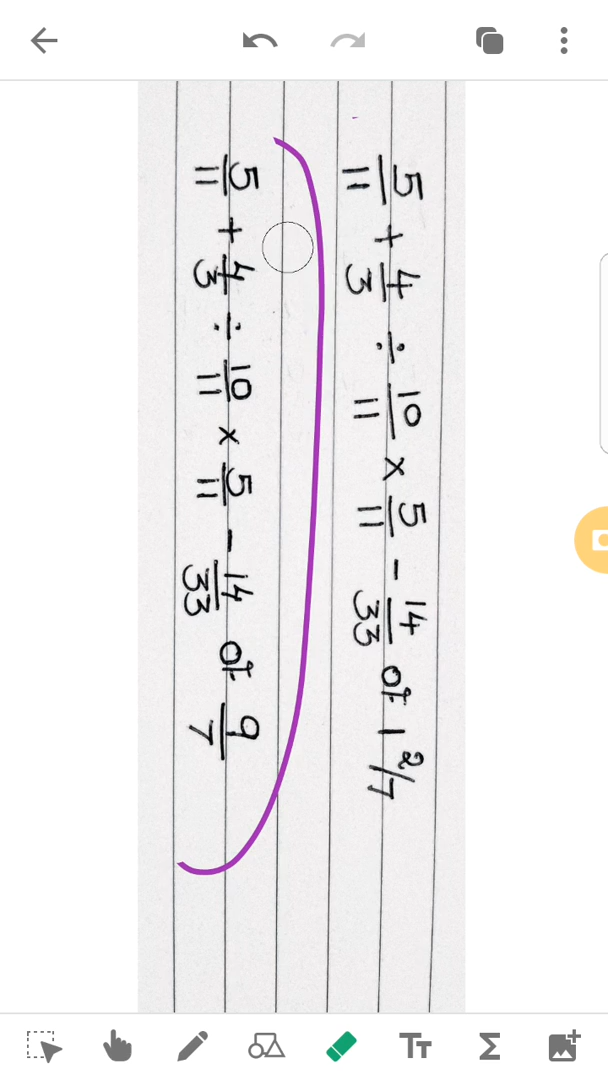 5/11 + 4/3 ÷ 10/11 × 5/11 - 14/33 of 1 2/7
5/11 + 4/3 ÷ 10/11 × 5/11 - 14/33 of 9/7
Tт
Σ